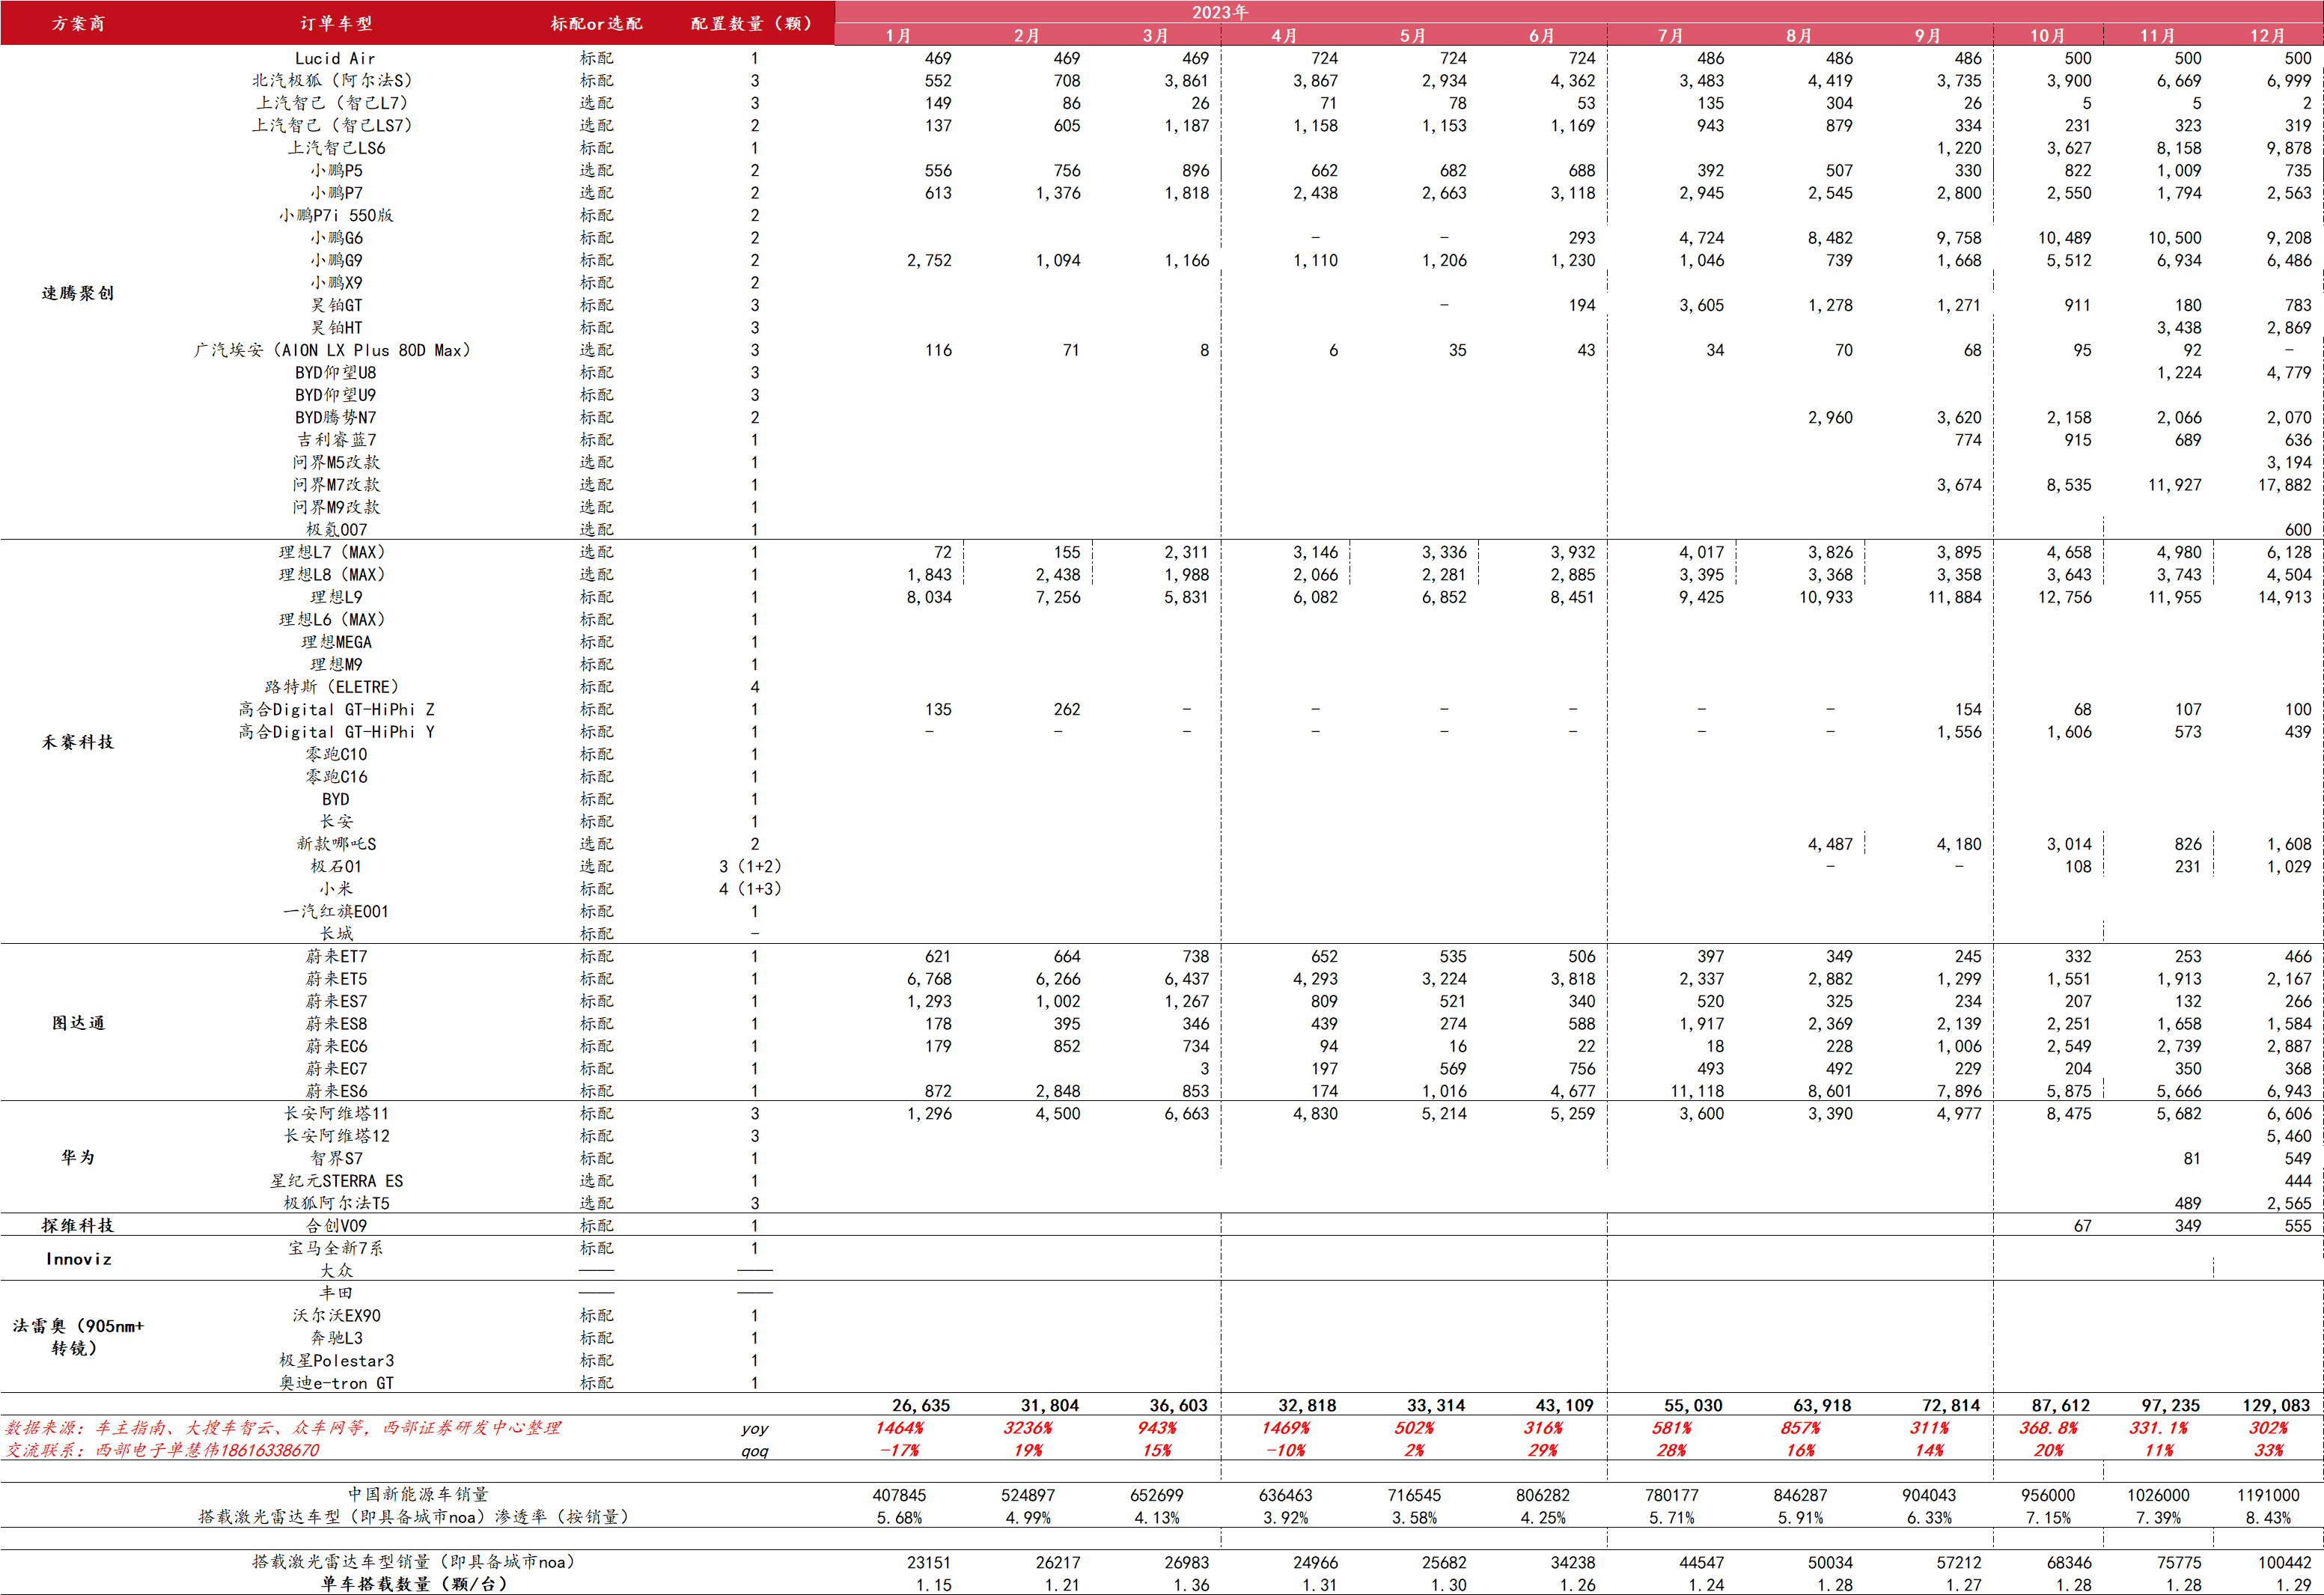 方案商 订单车型 标配or选配 配置数量（颗） 2023年
1月 2月 3月 4月 5月 6月 7月 8月 9月 10月 11月 12月
速腾聚创
Lucid Air 标配 1 469 469 469 724 724 724 486 486 486 500 500 500
北汽极狐（阿尔法S） 标配 3 552 708 3,861 3,867 2,934 4,362 3,483 4,419 3,735 3,900 6,669 6,999
上汽智己（智己L7） 选配 3 149 86 26 71 78 53 135 304 26 5 5 2
上汽智己（智己LS7） 选配 2 137 605 1,187 1,158 1,153 1,169 943 879 334 231 323 319
上汽智己LS6 标配 1 1,220 3,627 8,158 9,878
小鹏P5 选配 2 556 756 896 662 682 688 392 507 330 822 1,009 735
小鹏P7 选配 2 613 1,376 1,818 2,438 2,663 3,118 2,945 2,545 2,800 2,550 1,794 2,563
小鹏P7i 550版 标配 2
小鹏G6 标配 2 - - 293 4,724 8,482 9,758 10,489 10,500 9,208
小鹏G9 标配 2 2,752 1,094 1,166 1,110 1,206 1,230 1,046 739 1,668 5,512 6,934 6,486
小鹏X9 标配 2
昊铂GT 标配 3 - 194 3,605 1,278 1,271 911 180 783
昊铂HT 标配 3 3,438 2,869
广汽埃安（AION LX Plus 80D Max） 选配 3 116 71 8 6 35 43 34 70 68 95 92 -
BYD仰望U8 标配 3 1,224 4,779
BYD仰望U9 标配 3
BYD腾势N7 标配 2 2,960 3,620 2,158 2,066 2,070
吉利睿蓝7 标配 1 774 915 689 636
问界M5改款 选配 1 3,194
问界M7改款 选配 1 3,674 8,535 11,927 17,882
问界M9改款 选配 1
极氪007 选配 1 600
禾赛科技
理想L7（MAX） 选配 1 72 155 2,311 3,146 3,336 3,932 4,017 3,826 3,895 4,658 4,980 6,128
理想L8（MAX） 选配 1 1,843 2,438 1,988 2,066 2,281 2,885 3,395 3,368 3,358 3,643 3,743 4,504
理想L9 标配 1 8,034 7,256 5,831 6,082 6,852 8,451 9,425 10,933 11,884 12,756 11,955 14,913
理想L6（MAX） 标配 1
理想MEGA 标配 1
理想M9 标配 1
路特斯（ELETRE） 标配 4
高合Digital GT-HiPhi Z 标配 1 135 262 - - - - - - 154 68 107 100
高合Digital GT-HiPhi Y 标配 1 - - - - - - - - 1,556 1,606 573 439
零跑C10 标配 1
零跑C16 标配 1
BYD 标配 1
长安 标配 1
新款哪吒S 选配 2 4,487 4,180 3,014 826 1,608
极石01 选配 3（1+2） - - 108 231 1,029
小米 标配 4（1+3）
一汽红旗E001 标配 1
长城 标配 -
图达通
蔚来ET7 标配 1 621 664 738 652 535 506 397 349 245 332 253 466
蔚来ET5 标配 1 6,768 6,266 6,437 4,293 3,224 3,818 2,337 2,882 1,299 1,551 1,913 2,167
蔚来ES7 标配 1 1,293 1,002 1,267 809 521 340 520 325 234 207 132 266
蔚来ES8 标配 1 178 395 346 439 274 588 1,917 2,369 2,139 2,251 1,658 1,584
蔚来EC6 标配 1 179 852 734 94 16 22 18 228 1,006 2,549 2,739 2,887
蔚来EC7 标配 1 3 197 569 756 493 492 229 204 350 368
蔚来ES6 标配 1 872 2,848 853 174 1,016 4,677 11,118 8,601 7,896 5,875 5,666 6,943
华为
长安阿维塔11 标配 3 1,296 4,500 6,663 4,830 5,214 5,259 3,600 3,390 4,977 8,475 5,682 6,606
长安阿维塔12 标配 3 5,460
智界S7 标配 1 81 549
星纪元STERRA ES 选配 1 444
极狐阿尔法T5 选配 3 489 2,565
探维科技 合创V09 标配 1 67 349 555
Innoviz
宝马全新7系 标配 1
大众 —— ——
法雷奥（905nm+转镜）
丰田 —— ——
沃尔沃EX90 标配 1
奔驰L3 标配 1
极星Polestar3 标配 1
奥迪e-tron GT 标配 1
26,635 31,804 36,603 32,818 33,314 43,109 55,030 63,918 72,814 87,612 97,235 129,083
数据来源：车主指南、大搜车智云、众车网等，西部证券研发中心整理 yoy 1464% 3236% 943% 1469% 502% 316% 581% 857% 311% 368.8% 331.1% 302%
交流联系：西部电子单慧伟18616338670 qoq -17% 19% 15% -10% 2% 29% 28% 16% 14% 20% 11% 33%
中国新能源车销量 407845 524897 652699 636463 716545 806282 780177 846287 904043 956000 1026000 1191000
搭载激光雷达车型（即具备城市noa）渗透率（按销量） 5.68% 4.99% 4.13% 3.92% 3.58% 4.25% 5.71% 5.91% 6.33% 7.15% 7.39% 8.43%
搭载激光雷达车型销量（即具备城市noa） 23151 26217 26983 24966 25682 34238 44547 50034 57212 68346 75775 100442
单车搭载数量（颗/台） 1.15 1.21 1.36 1.31 1.30 1.26 1.24 1.28 1.27 1.28 1.28 1.29